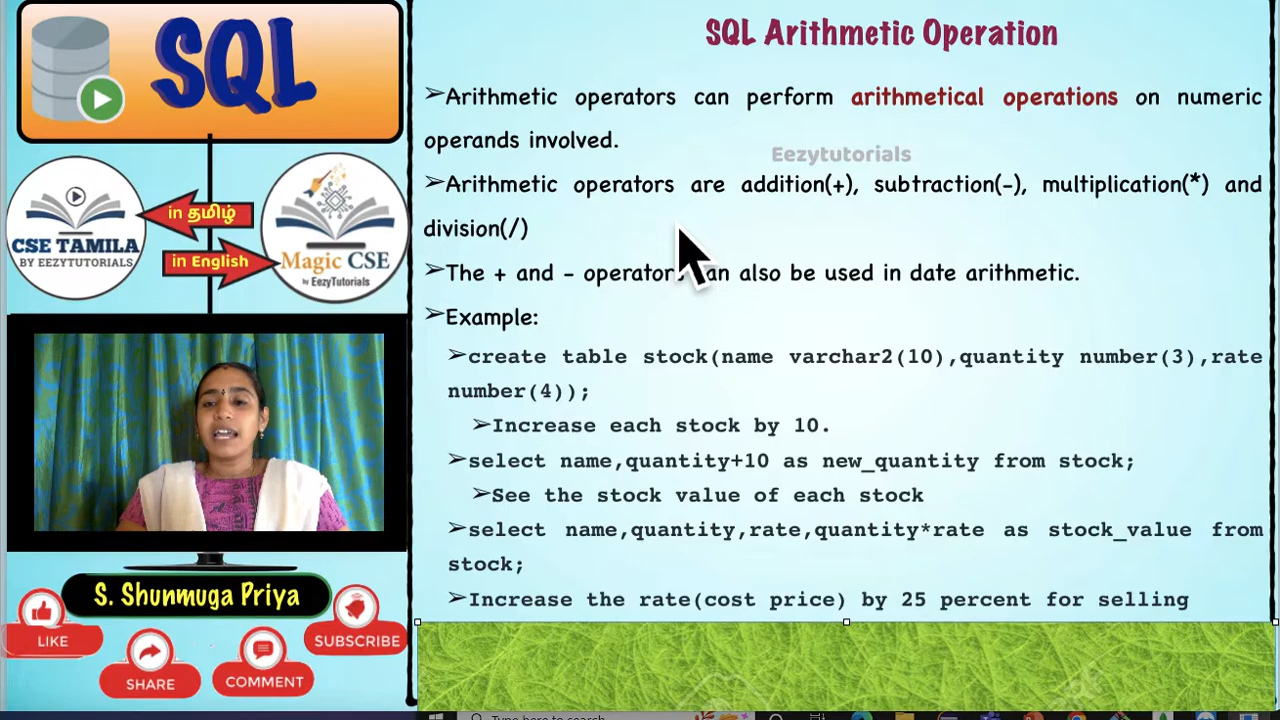 SQL
in தமிழ்
CSE TAMILA
BY EEZYTUTORIALS
in English
Magic CSE
by EezyTutorials
S. Shunmuga Priya
LIKE
SHARE
COMMENT
SUBSCRIBE
SQL Arithmetic Operation
➢Arithmetic operators can perform arithmetical operations on numeric
operands involved.
Eezytutorials
➢Arithmetic operators are addition(+), subtraction(-), multiplication(*) and
division(/)
➢The + and - operators can also be used in date arithmetic.
➢Example:
➢create table stock(name varchar2(10),quantity number(3),rate
number(4));
➢Increase each stock by 10.
➢select name,quantity+10 as new_quantity from stock;
➢See the stock value of each stock
➢select name,quantity,rate,quantity*rate as stock_value from
stock;
➢Increase the rate(cost price) by 25 percent for selling
Type here to search